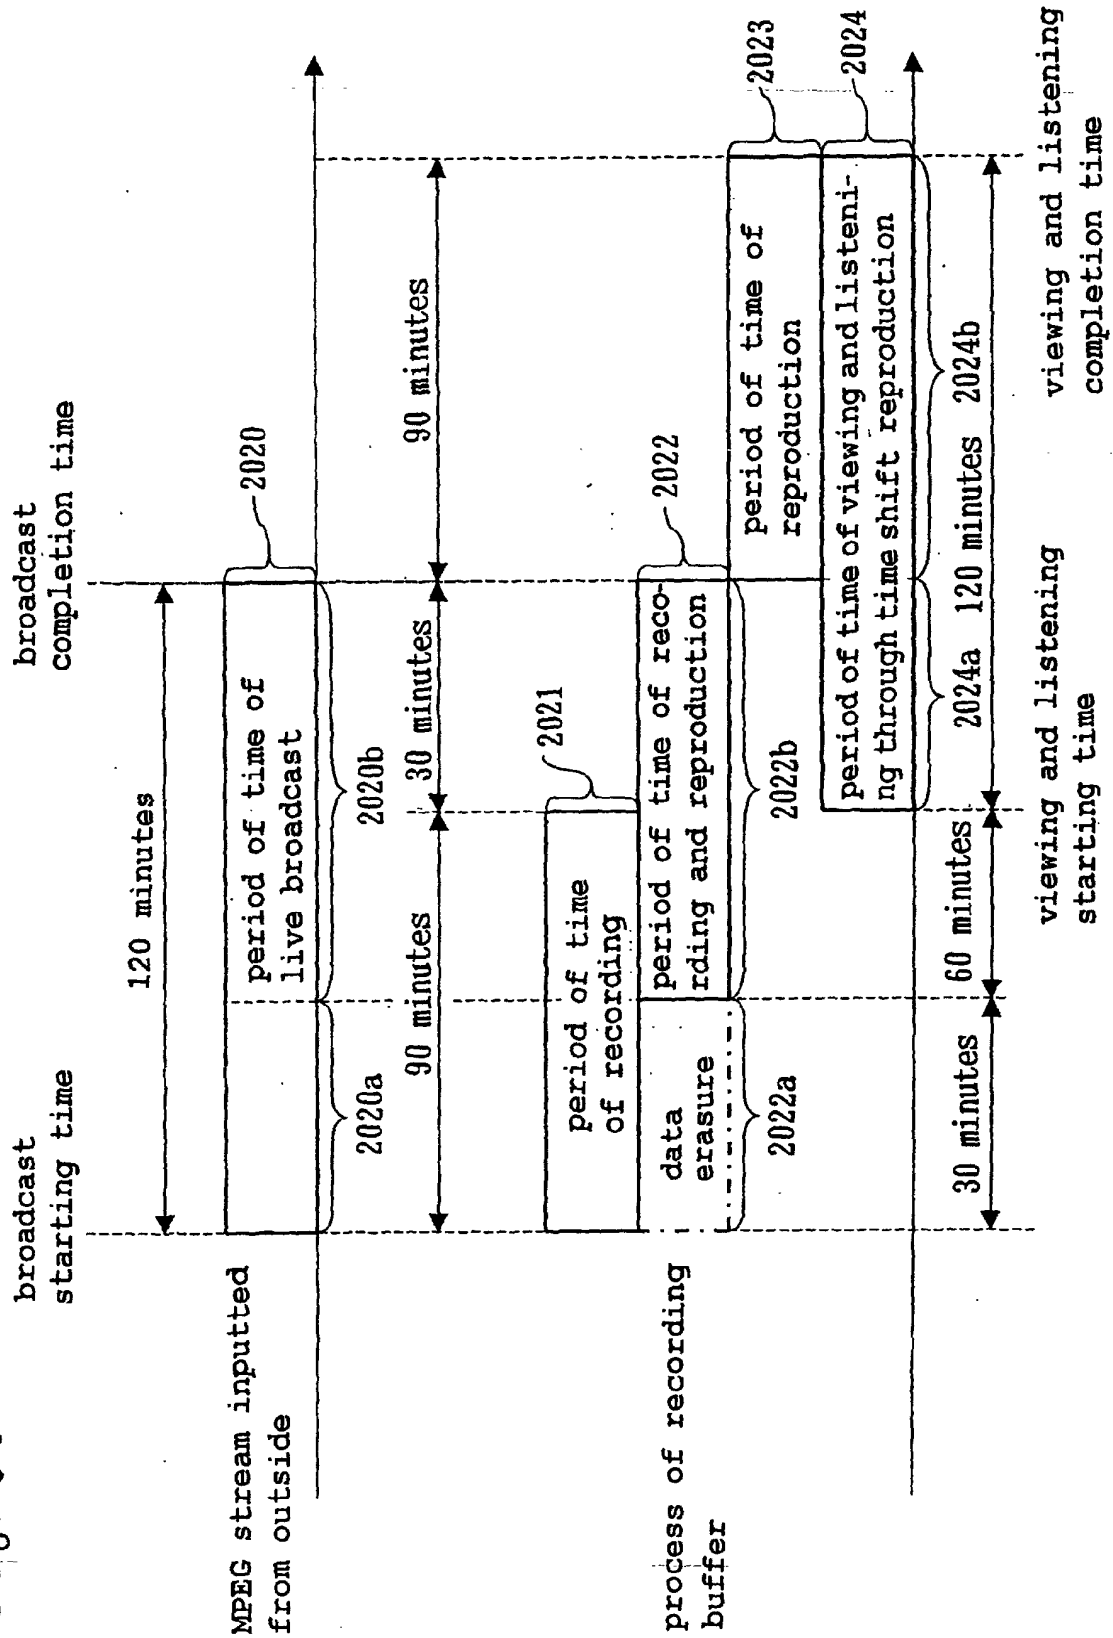 broadcast
starting time
broadcast
completion time
120 minutes
MPEG stream inputted
from outside
period of time of
live broadcast
2020
2020a
2020b
90 minutes
30 minutes
90 minutes
process of recording
buffer
period of time
of recording
2021
data
erasure
period of time of reco-
rding and reproduction
2022
2022a
2022b
period of time of
reproduction
2023
period of time of viewing and listeni-
ng through time shift reproduction
2024
2024a
2024b
30 minutes
60 minutes
120 minutes
viewing and listening
starting time
viewing and listening
completion time